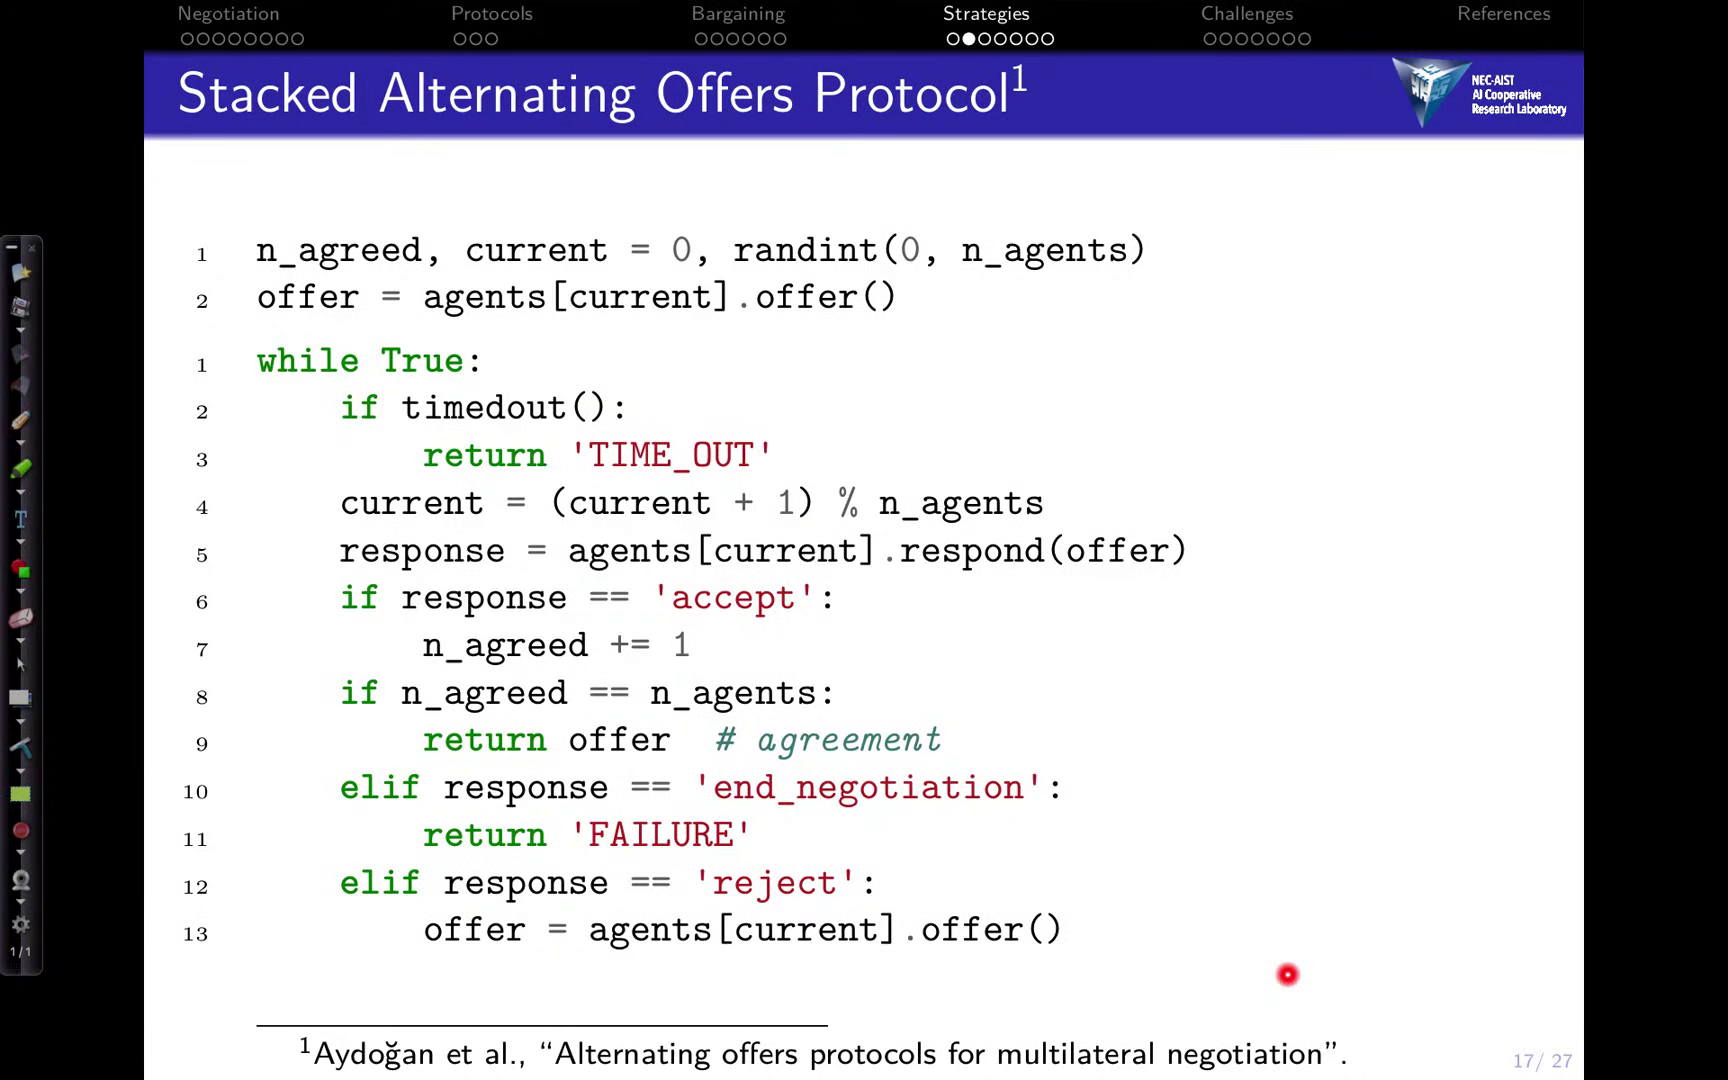 Negotiation Protocols Bargaining Strategies Challenges References
Stacked Alternating Offers Protocol1
NEC-AIST
AI Cooperative
Research Laboratory
1 n_agreed, current = 0, randint(0, n_agents)
2 offer = agents[current].offer()
1 while True:
2 if timedout():
3 return 'TIME_OUT'
4 current = (current + 1) % n_agents
5 response = agents[current].respond(offer)
6 if response == 'accept':
7 n_agreed += 1
8 if n_agreed == n_agents:
9 return offer # agreement
10 elif response == 'end_negotiation':
11 return 'FAILURE'
12 elif response == 'reject':
13 offer = agents[current].offer()
1/1
1Aydoğan et al., “Alternating offers protocols for multilateral negotiation”.
17/ 27